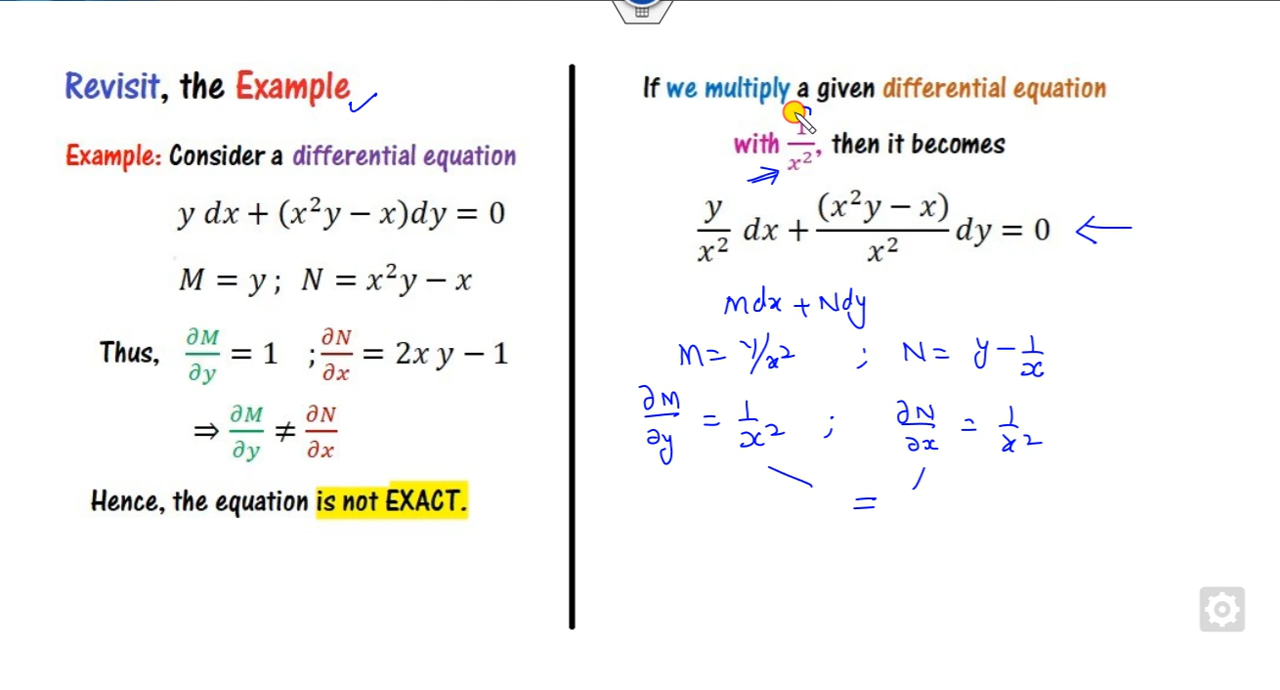 Revisit, the Example
Example: Consider a differential equation
y dx + (x²y − x)dy = 0
M = y ; N = x²y − x
Thus, ∂M/∂y = 1 ; ∂N/∂x = 2x y − 1
⇒ ∂M/∂y ≠ ∂N/∂x
Hence, the equation is not EXACT.
If we multiply a given differential equation
with 1/x², then it becomes
y/x² dx + (x²y − x)/x² dy = 0
Mdx + Ndy
M = y/x² ; N = y − 1/x
∂M/∂y = 1/x² ; ∂N/∂x = 1/x²
=